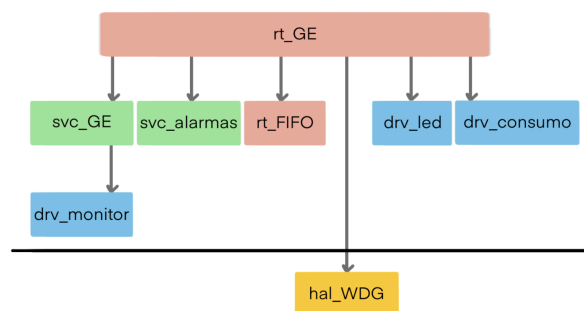 rt_GE
svc_GE
svc_alarmas
rt_FIFO
drv_led
drv_consumo
drv_monitor
hal_WDG